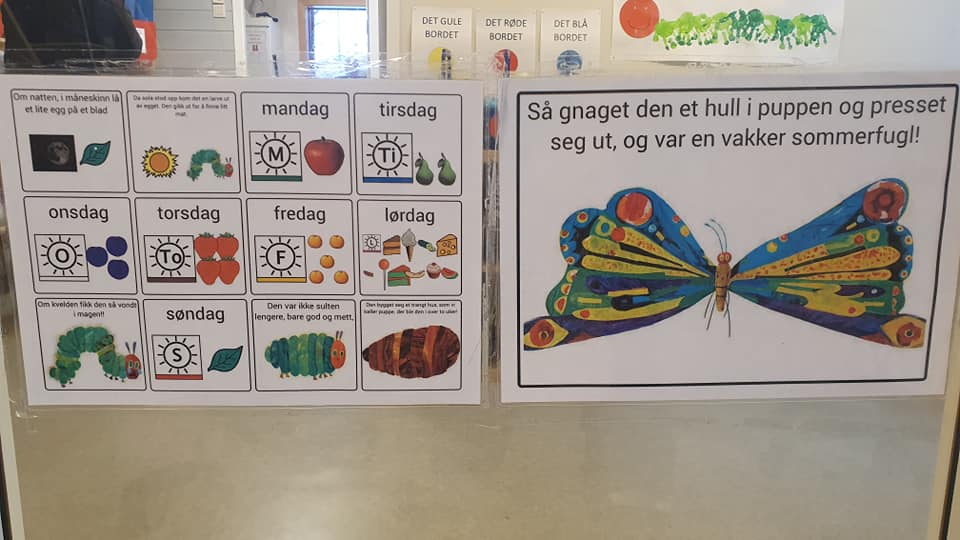 DET GULE
BORDET
DET RØDE
BORDET
DET BLÅ
BORDET
Om natten, i måneskinn lå
et lite egg på et blad
Da sola stod opp kom det en larve ut
av egget. Den gikk ut for å finne litt
mat.
mandag
M
tirsdag
Ti
onsdag
O
torsdag
To
fredag
F
lørdag
L
Om kvelden fikk den så vondt
i magen!!
søndag
S
Den var ikke sulten
lengere, bare god og mett,
Den bygget seg et trangt hus, som vi
kaller puppe. der ble den i over to uker!
Så gnaget den et hull i puppen og presset
seg ut, og var en vakker sommerfugl!